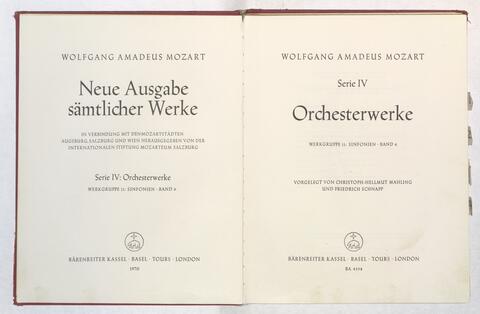 WOLFGANG AMADEUS MOZART
Neue Ausgabe
sämtlicher Werke
IN VERBINDUNG MIT DEN MOZARTSTÄDTEN
AUGSBURG, SALZBURG UND WIEN HERAUSGEGEBEN VON DER
INTERNATIONALEN STIFTUNG MOZARTEUM SALZBURG
Serie IV: Orchesterwerke
WERKGRUPPE 11: SINFONIEN · BAND 6
BÄRENREITER KASSEL · BASEL · TOURS · LONDON
1970
WOLFGANG AMADEUS MOZART
Serie IV
Orchesterwerke
WERKGRUPPE 11: SINFONIEN · BAND 6
VORGELEGT VON CHRISTOPH-HELLMUT MAHLING
UND FRIEDRICH SCHNAPP
BÄRENREITER KASSEL · BASEL · TOURS · LONDON
BA